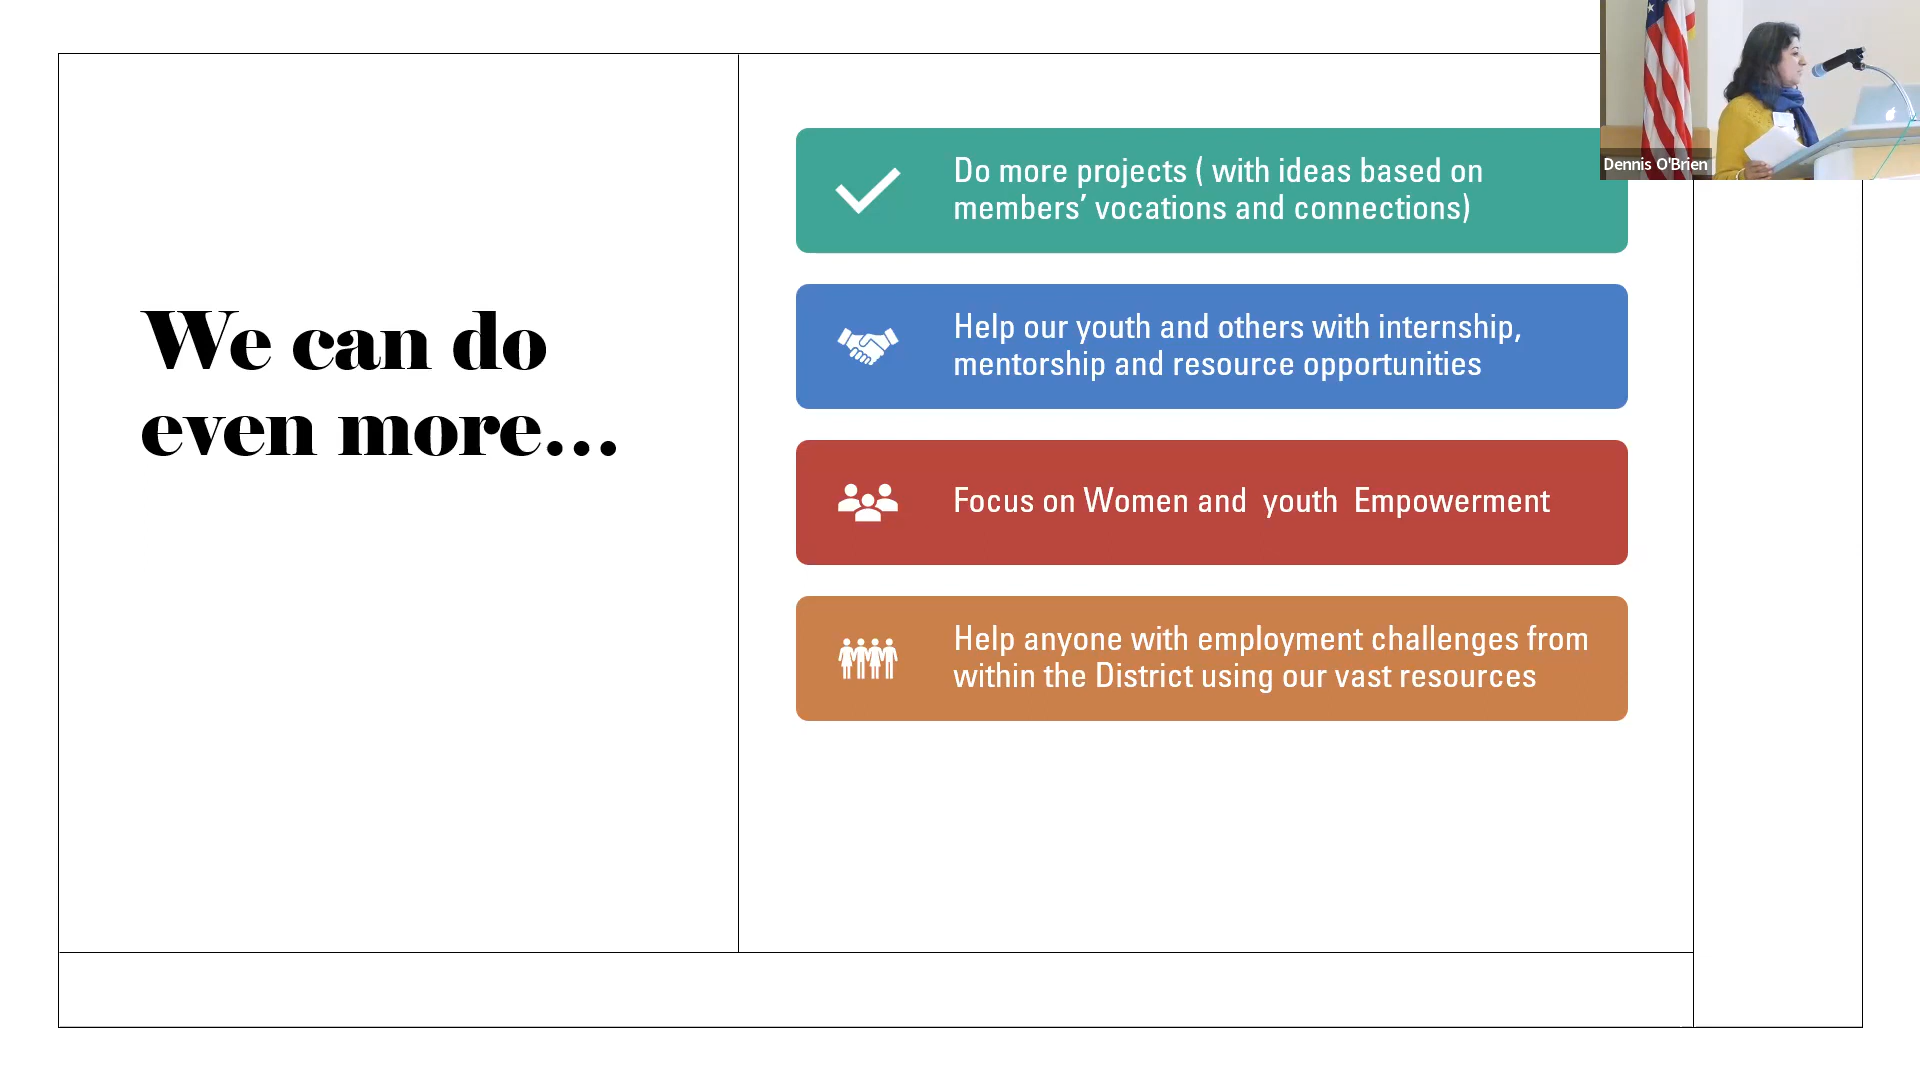 We can do
even more...
Do more projects ( with ideas based on
members’ vocations and connections)
Help our youth and others with internship,
mentorship and resource opportunities
Focus on Women and  youth  Empowerment
Help anyone with employment challenges from
within the District using our vast resources
Dennis O'Brien